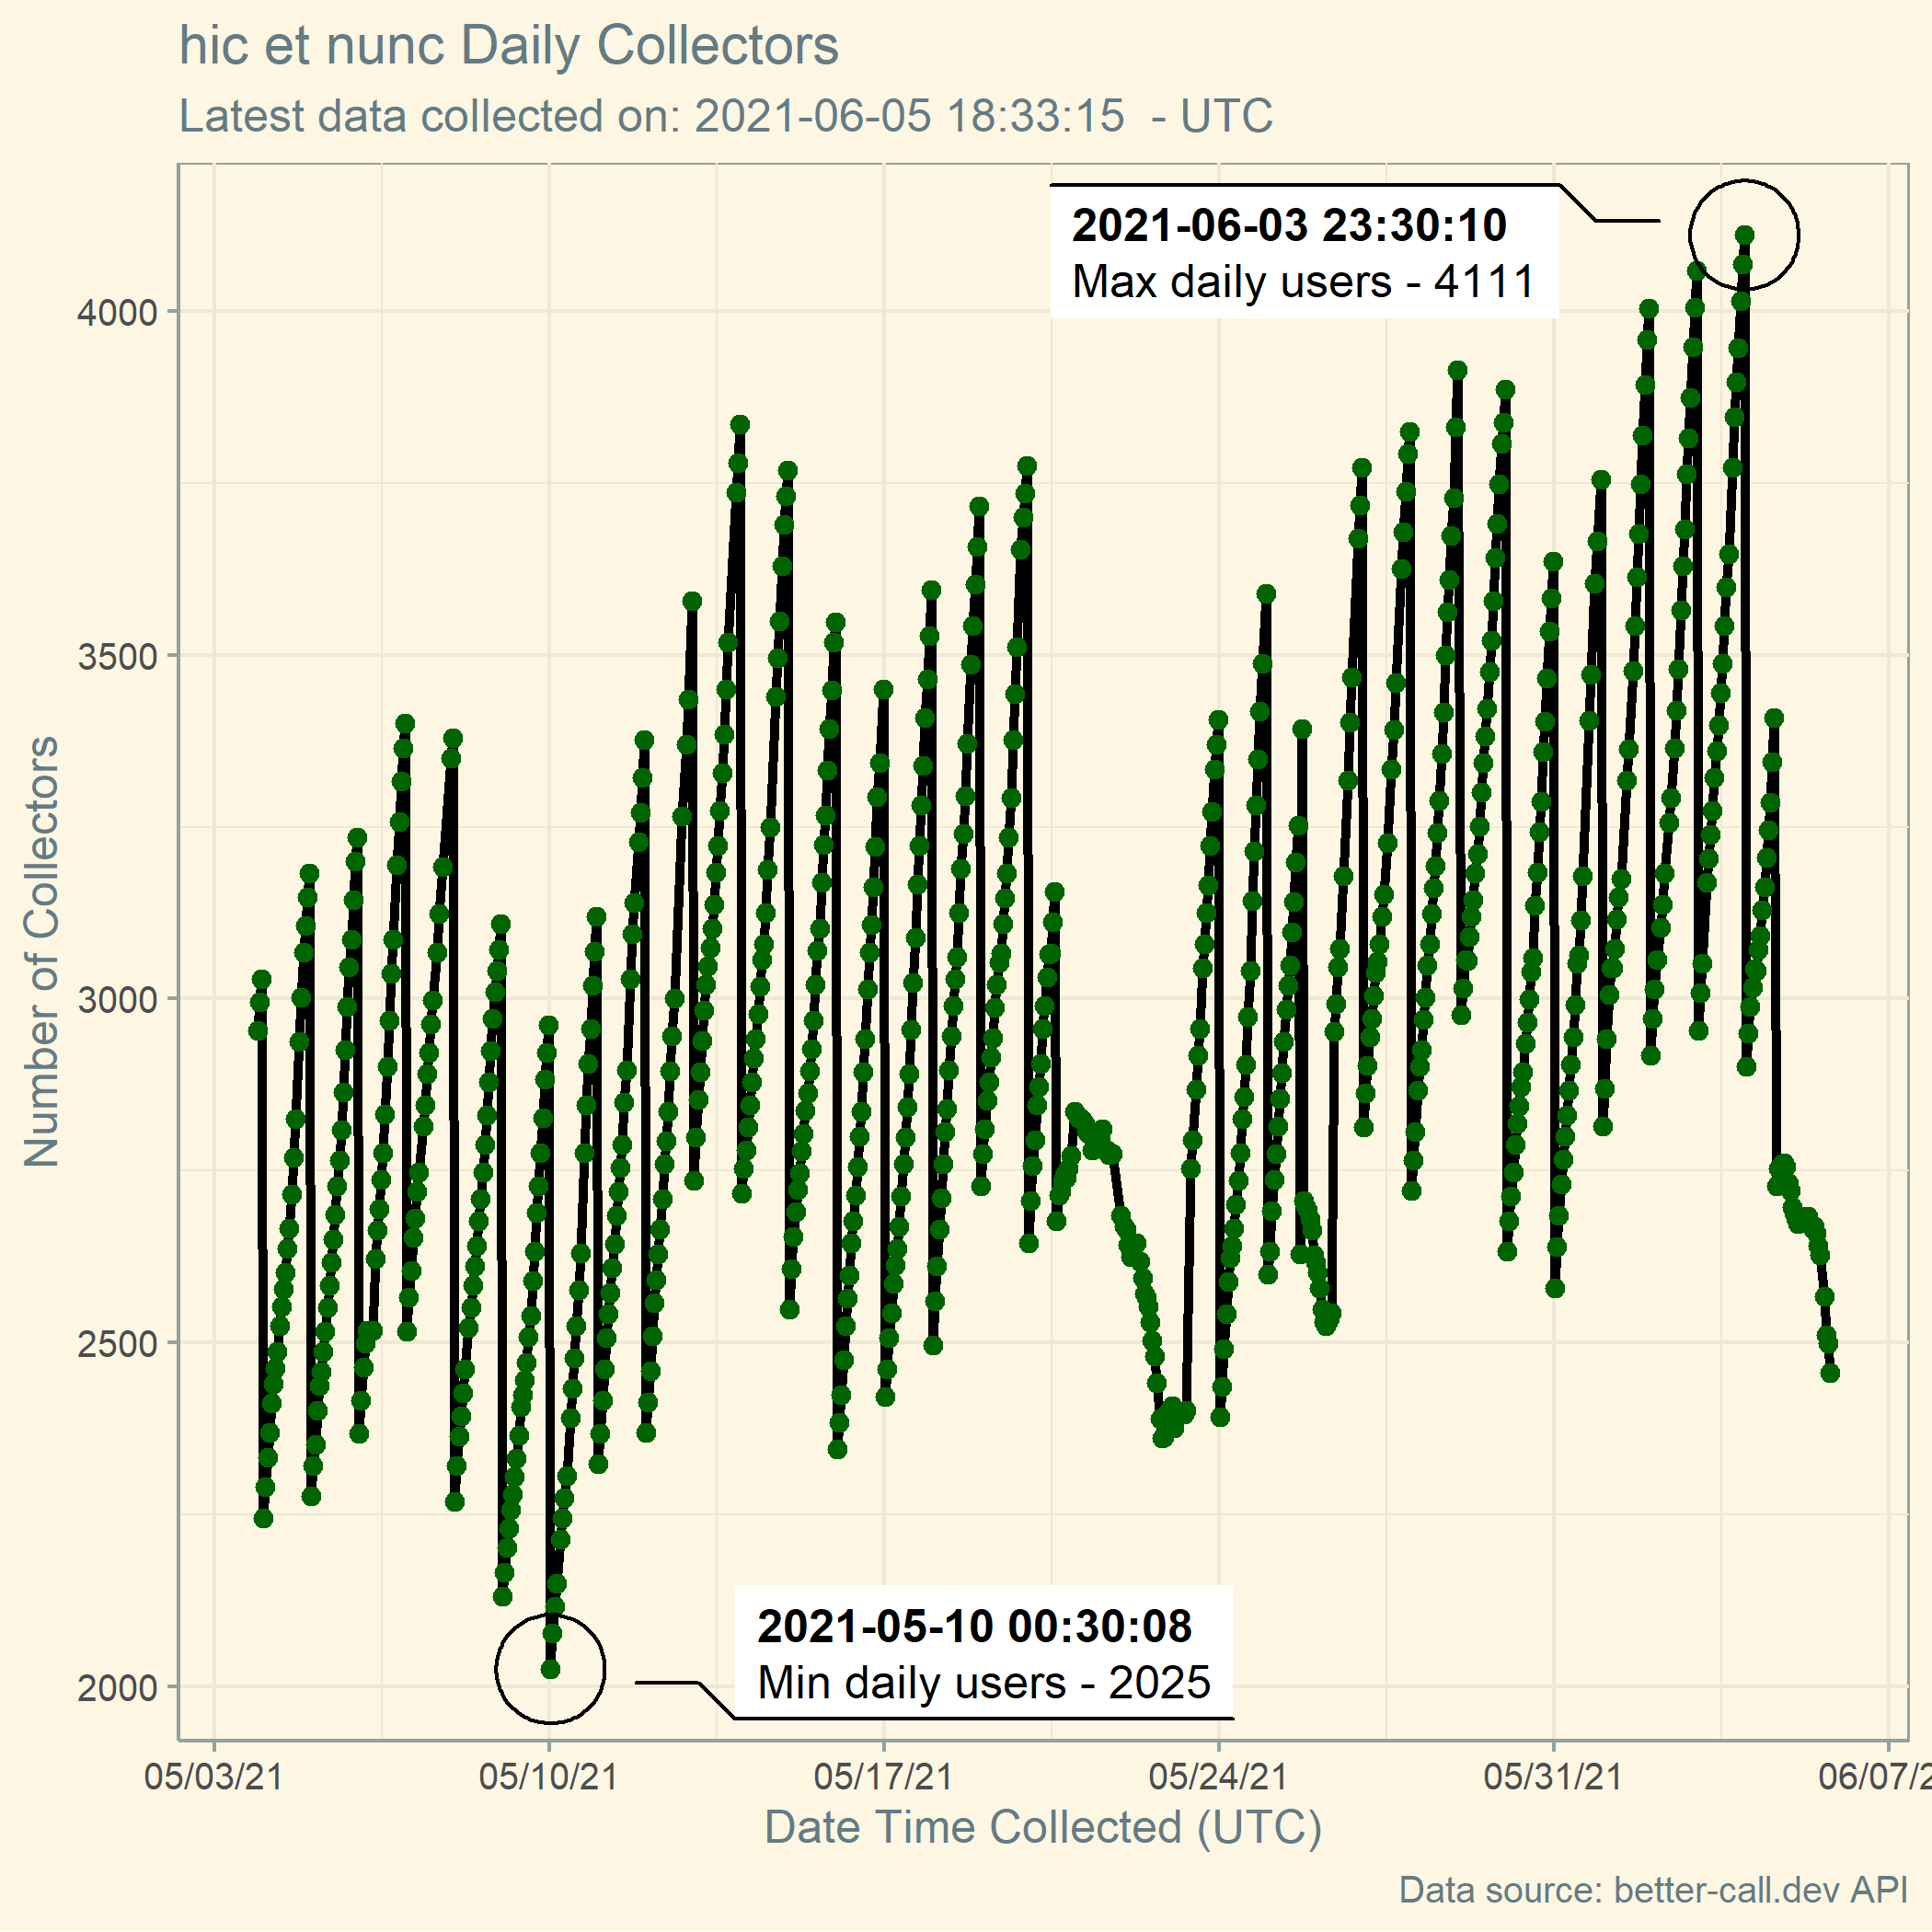 hic et nunc Daily Collectors
Latest data collected on: 2021-06-05 18:33:15 - UTC
2021-06-03 23:30:10
Max daily users - 4111
4000
3500
3000
2500
2000
Number of Collectors
2021-05-10 00:30:08
Min daily users - 2025
05/03/21
05/10/21
05/17/21
05/24/21
05/31/21
06/07/2
Date Time Collected (UTC)
Data source: better-call.dev API